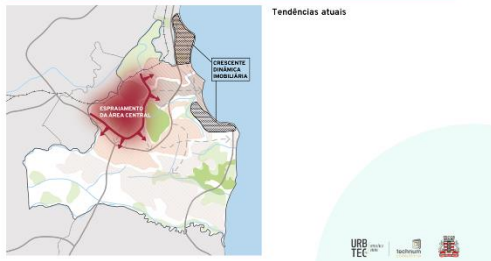 Tendências atuais
CRESCENTE
DINÂMICA
IMOBILIÁRIA
ESPRAIAMENTO
DA ÁREA CENTRAL
URB
TEC
technum